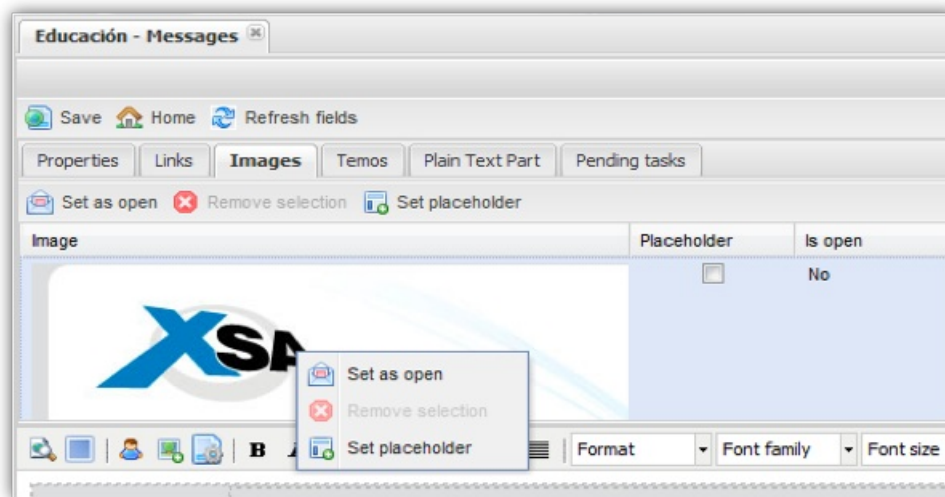 Educación - Messages
Save Home Refresh fields
Properties Links Images Temos Plain Text Part Pending tasks
Set as open Remove selection Set placeholder
Image Placeholder Is open
No
XSA
Set as open
Remove selection
Set placeholder
B Format Font family Font size